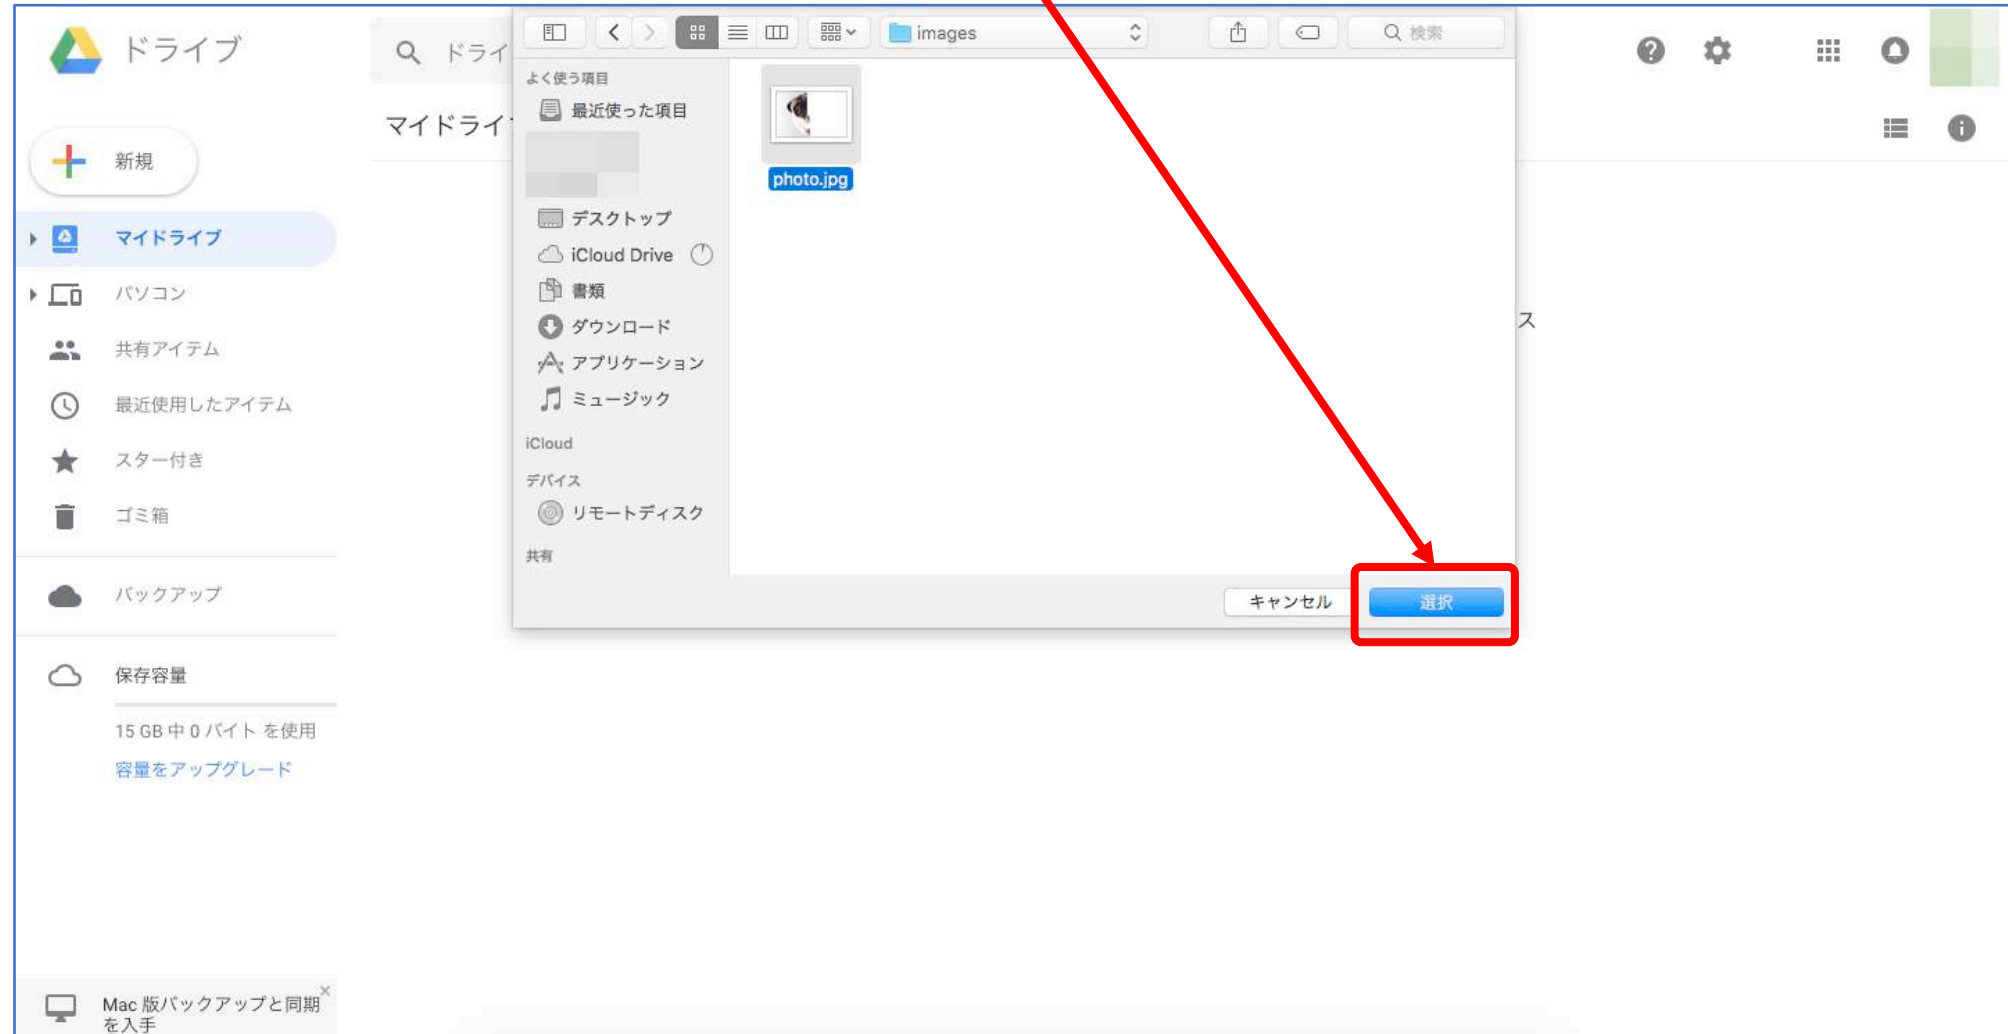 ドライブ
ドライ
マイドライ
新規
マイドライブ
パソコン
共有アイテム
最近使用したアイテム
スター付き
ゴミ箱
バックアップ
保存容量
15 GB 中 0 バイト を使用
容量をアップグレード
Mac 版バックアップと同期
を入手
images
検索
よく使う項目
最近使った項目
デスクトップ
iCloud Drive
書類
ダウンロード
アプリケーション
ミュージック
iCloud
デバイス
リモートディスク
共有
photo.jpg
キャンセル
選択
ス